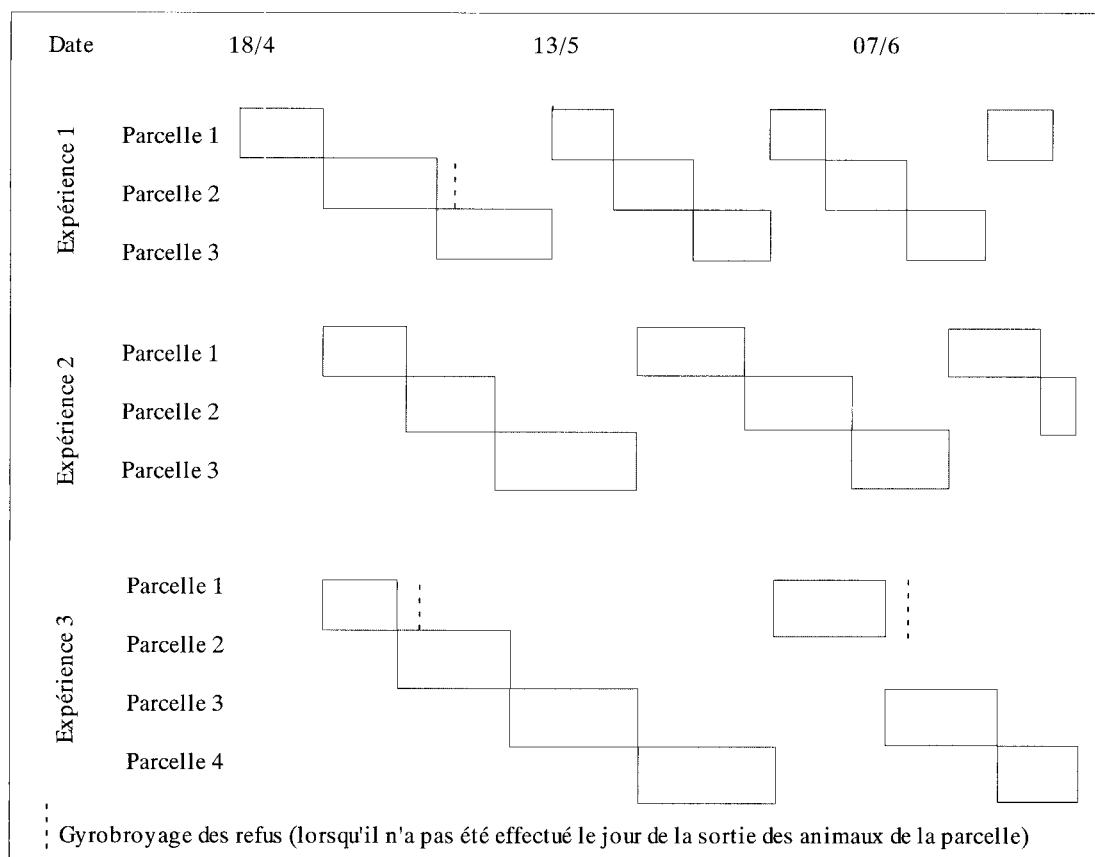 Date 18/4 13/5 07/6
Expérience 1
Parcelle 1
Parcelle 2
Parcelle 3
Expérience 2
Parcelle 1
Parcelle 2
Parcelle 3
Expérience 3
Parcelle 1
Parcelle 2
Parcelle 3
Parcelle 4
Gyrobroyage des refus (lorsqu'il n'a pas été effectué le jour de la sortie des animaux de la parcelle)